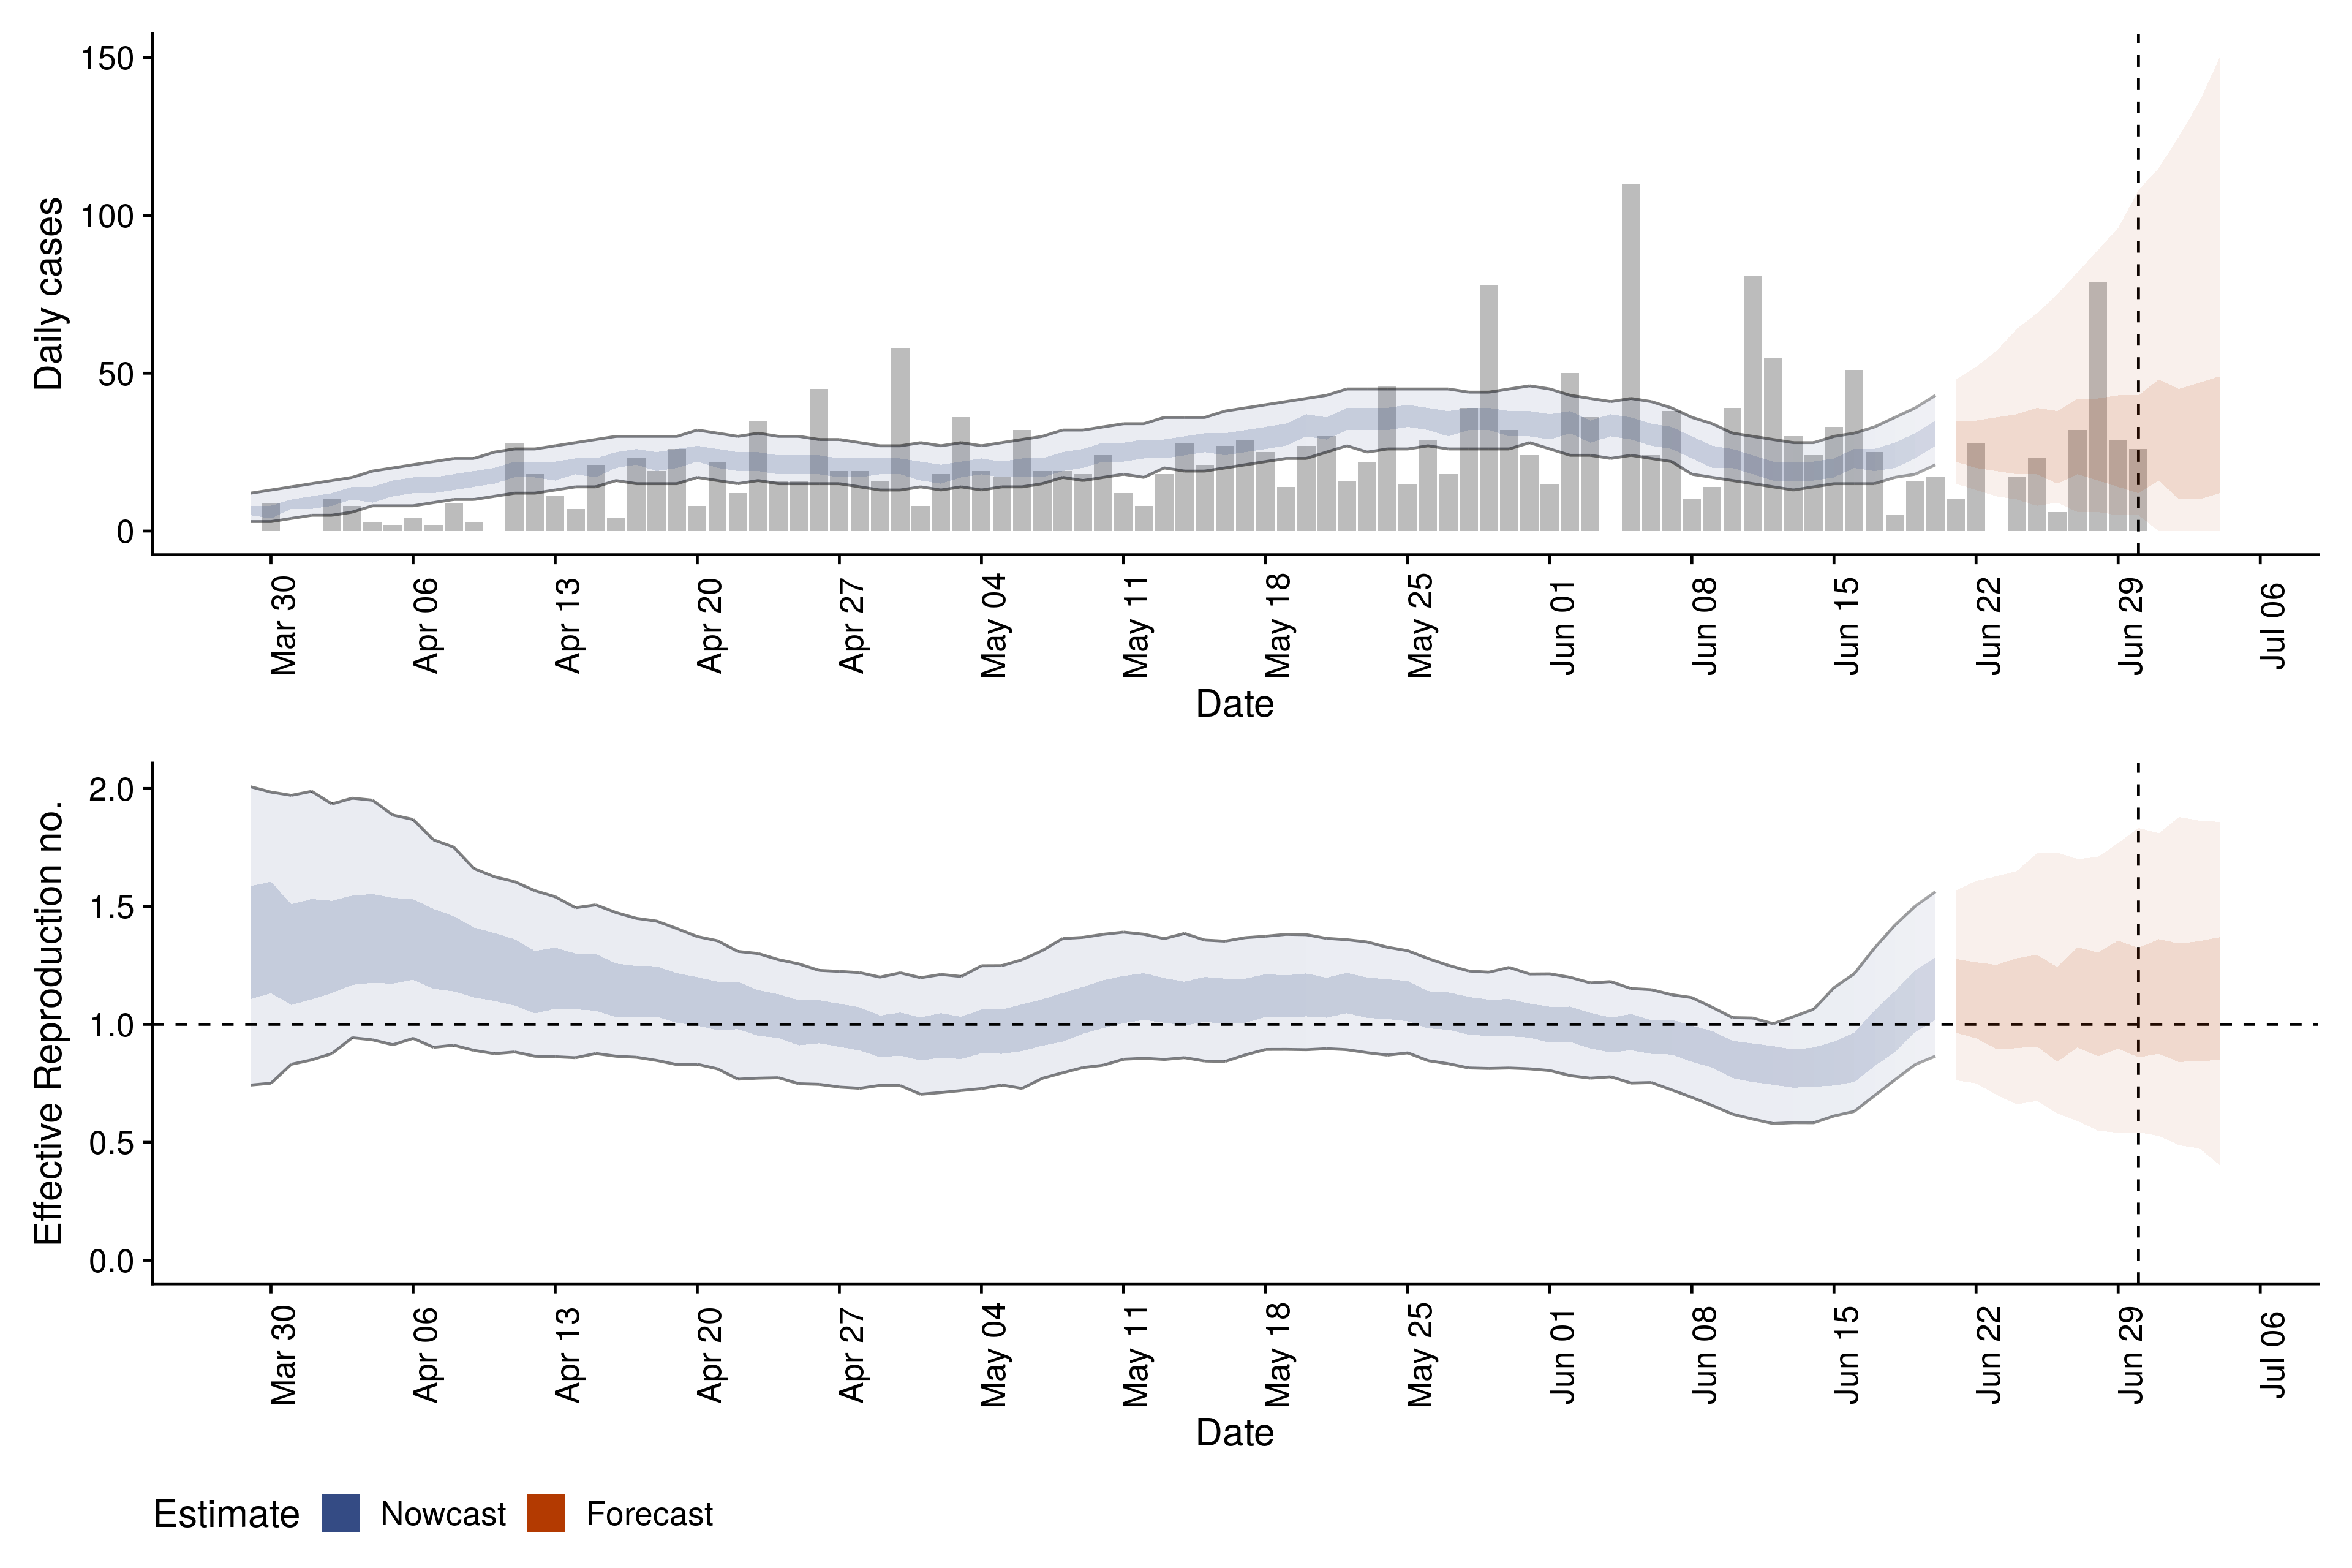 Daily cases
150
100
50
0
Mar 30
Apr 06
Apr 13
Apr 20
Apr 27
May 04
May 11
May 18
May 25
Jun 01
Jun 08
Jun 15
Jun 22
Jun 29
Jul 06
Date
Effective Reproduction no.
2.0
1.5
1.0
0.5
0.0
Mar 30
Apr 06
Apr 13
Apr 20
Apr 27
May 04
May 11
May 18
May 25
Jun 01
Jun 08
Jun 15
Jun 22
Jun 29
Jul 06
Date
Estimate Nowcast Forecast